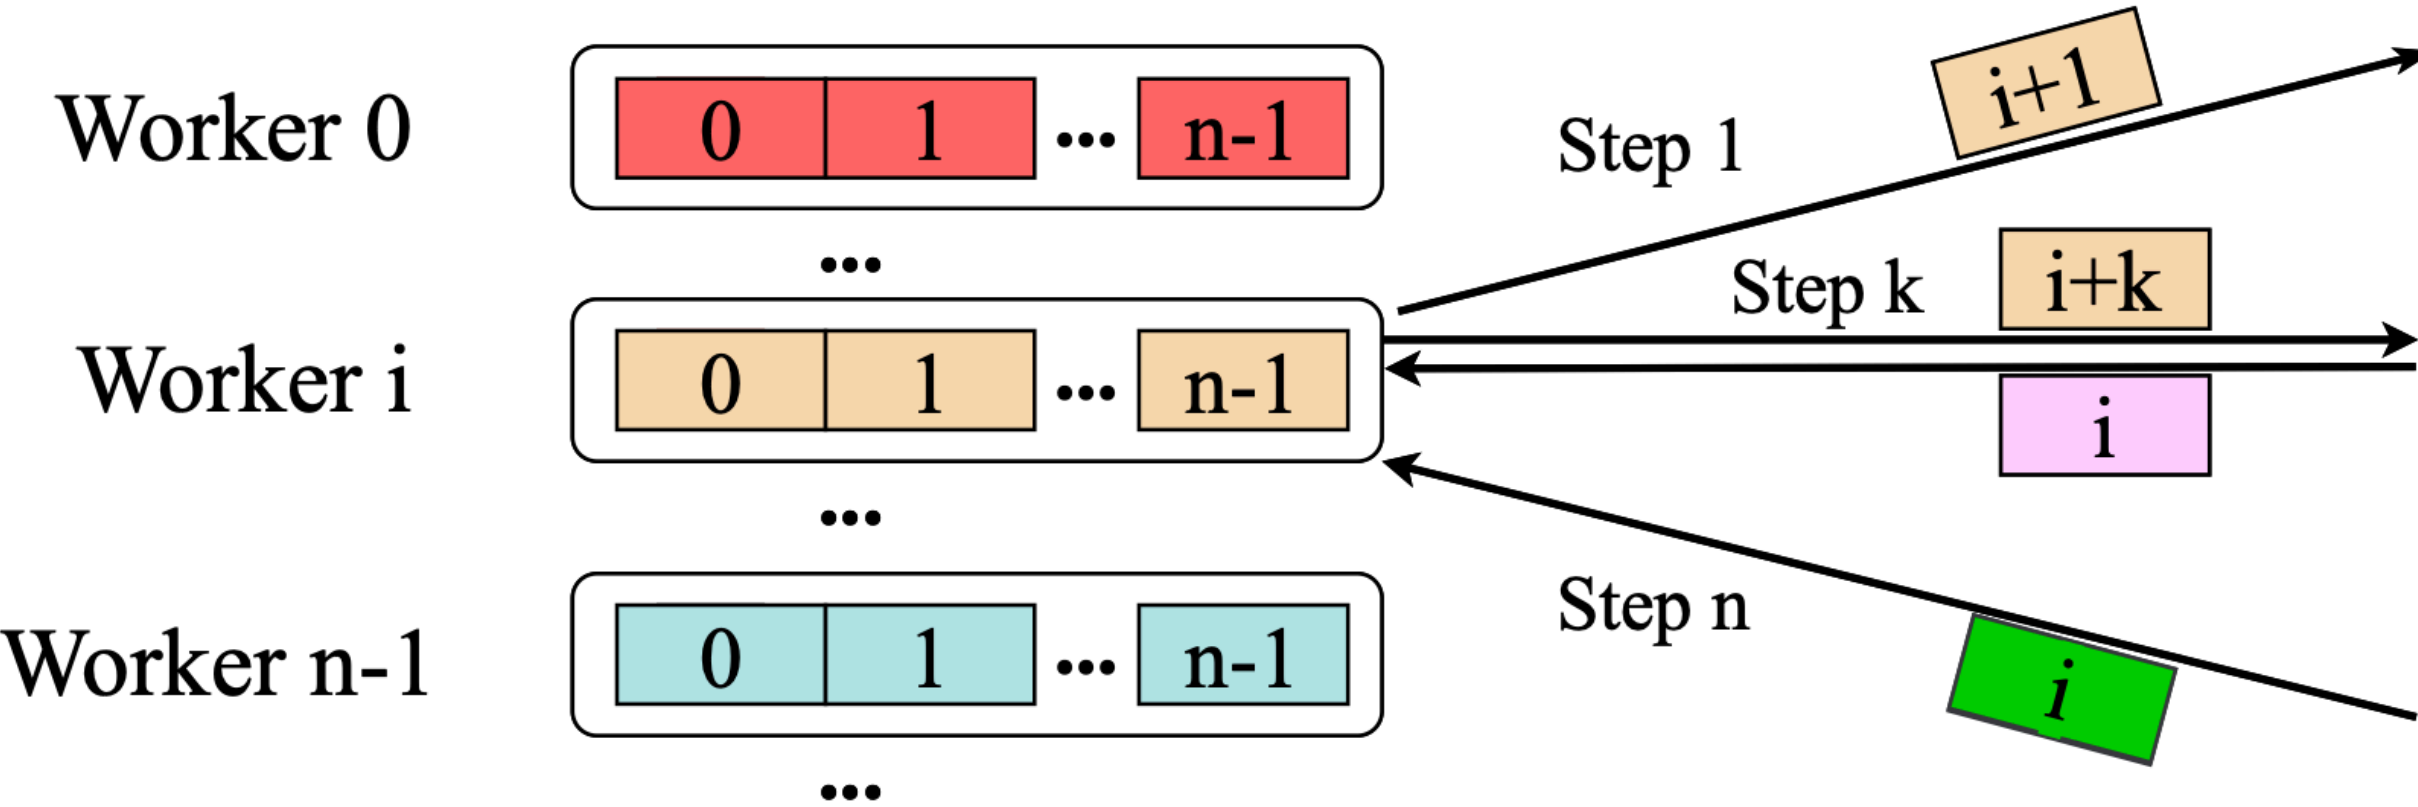 Worker 0
0 1 ... n-1
Step 1
i+1
...
Step k
i+k
Worker i
0 1 ... n-1
i
...
Step n
Worker n-1
0 1 ... n-1
i
...